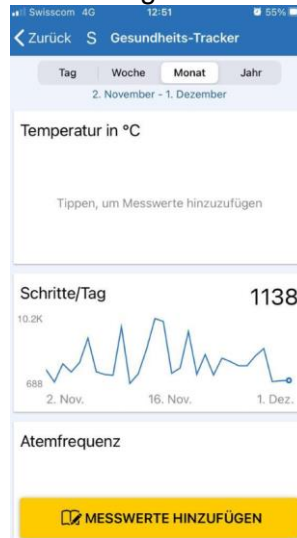 Swisscom 4G 12:51 55%
Zurück S Gesundheits-Tracker
Tag Woche Monat Jahr
2. November - 1. Dezember
Temperatur in °C
Tippen, um Messwerte hinzuzufügen
Schritte/Tag 1138
10.2K
688
2. Nov. 16. Nov. 1. Dez.
Atemfrequenz
MESSWERTE HINZUFÜGEN